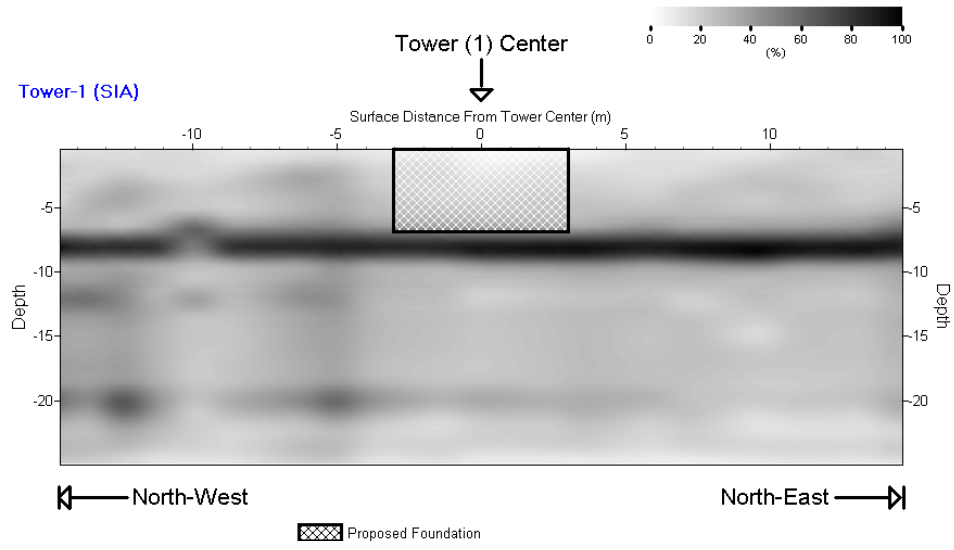 0 20 40 60 80 100
(%)
Tower (1) Center
Tower-1 (SIA)
Surface Distance From Tower Center (m)
-10 -5 0 5 10
-5 -5
-10 -10
Depth Depth
-15 -15
-20 -20
North-West North-East
Proposed Foundation